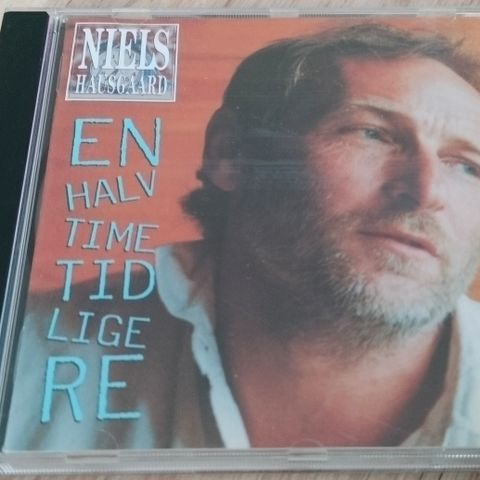 NIELS
HAUSGAARD
EN
HALV
TIME
TID
LIGE
RE